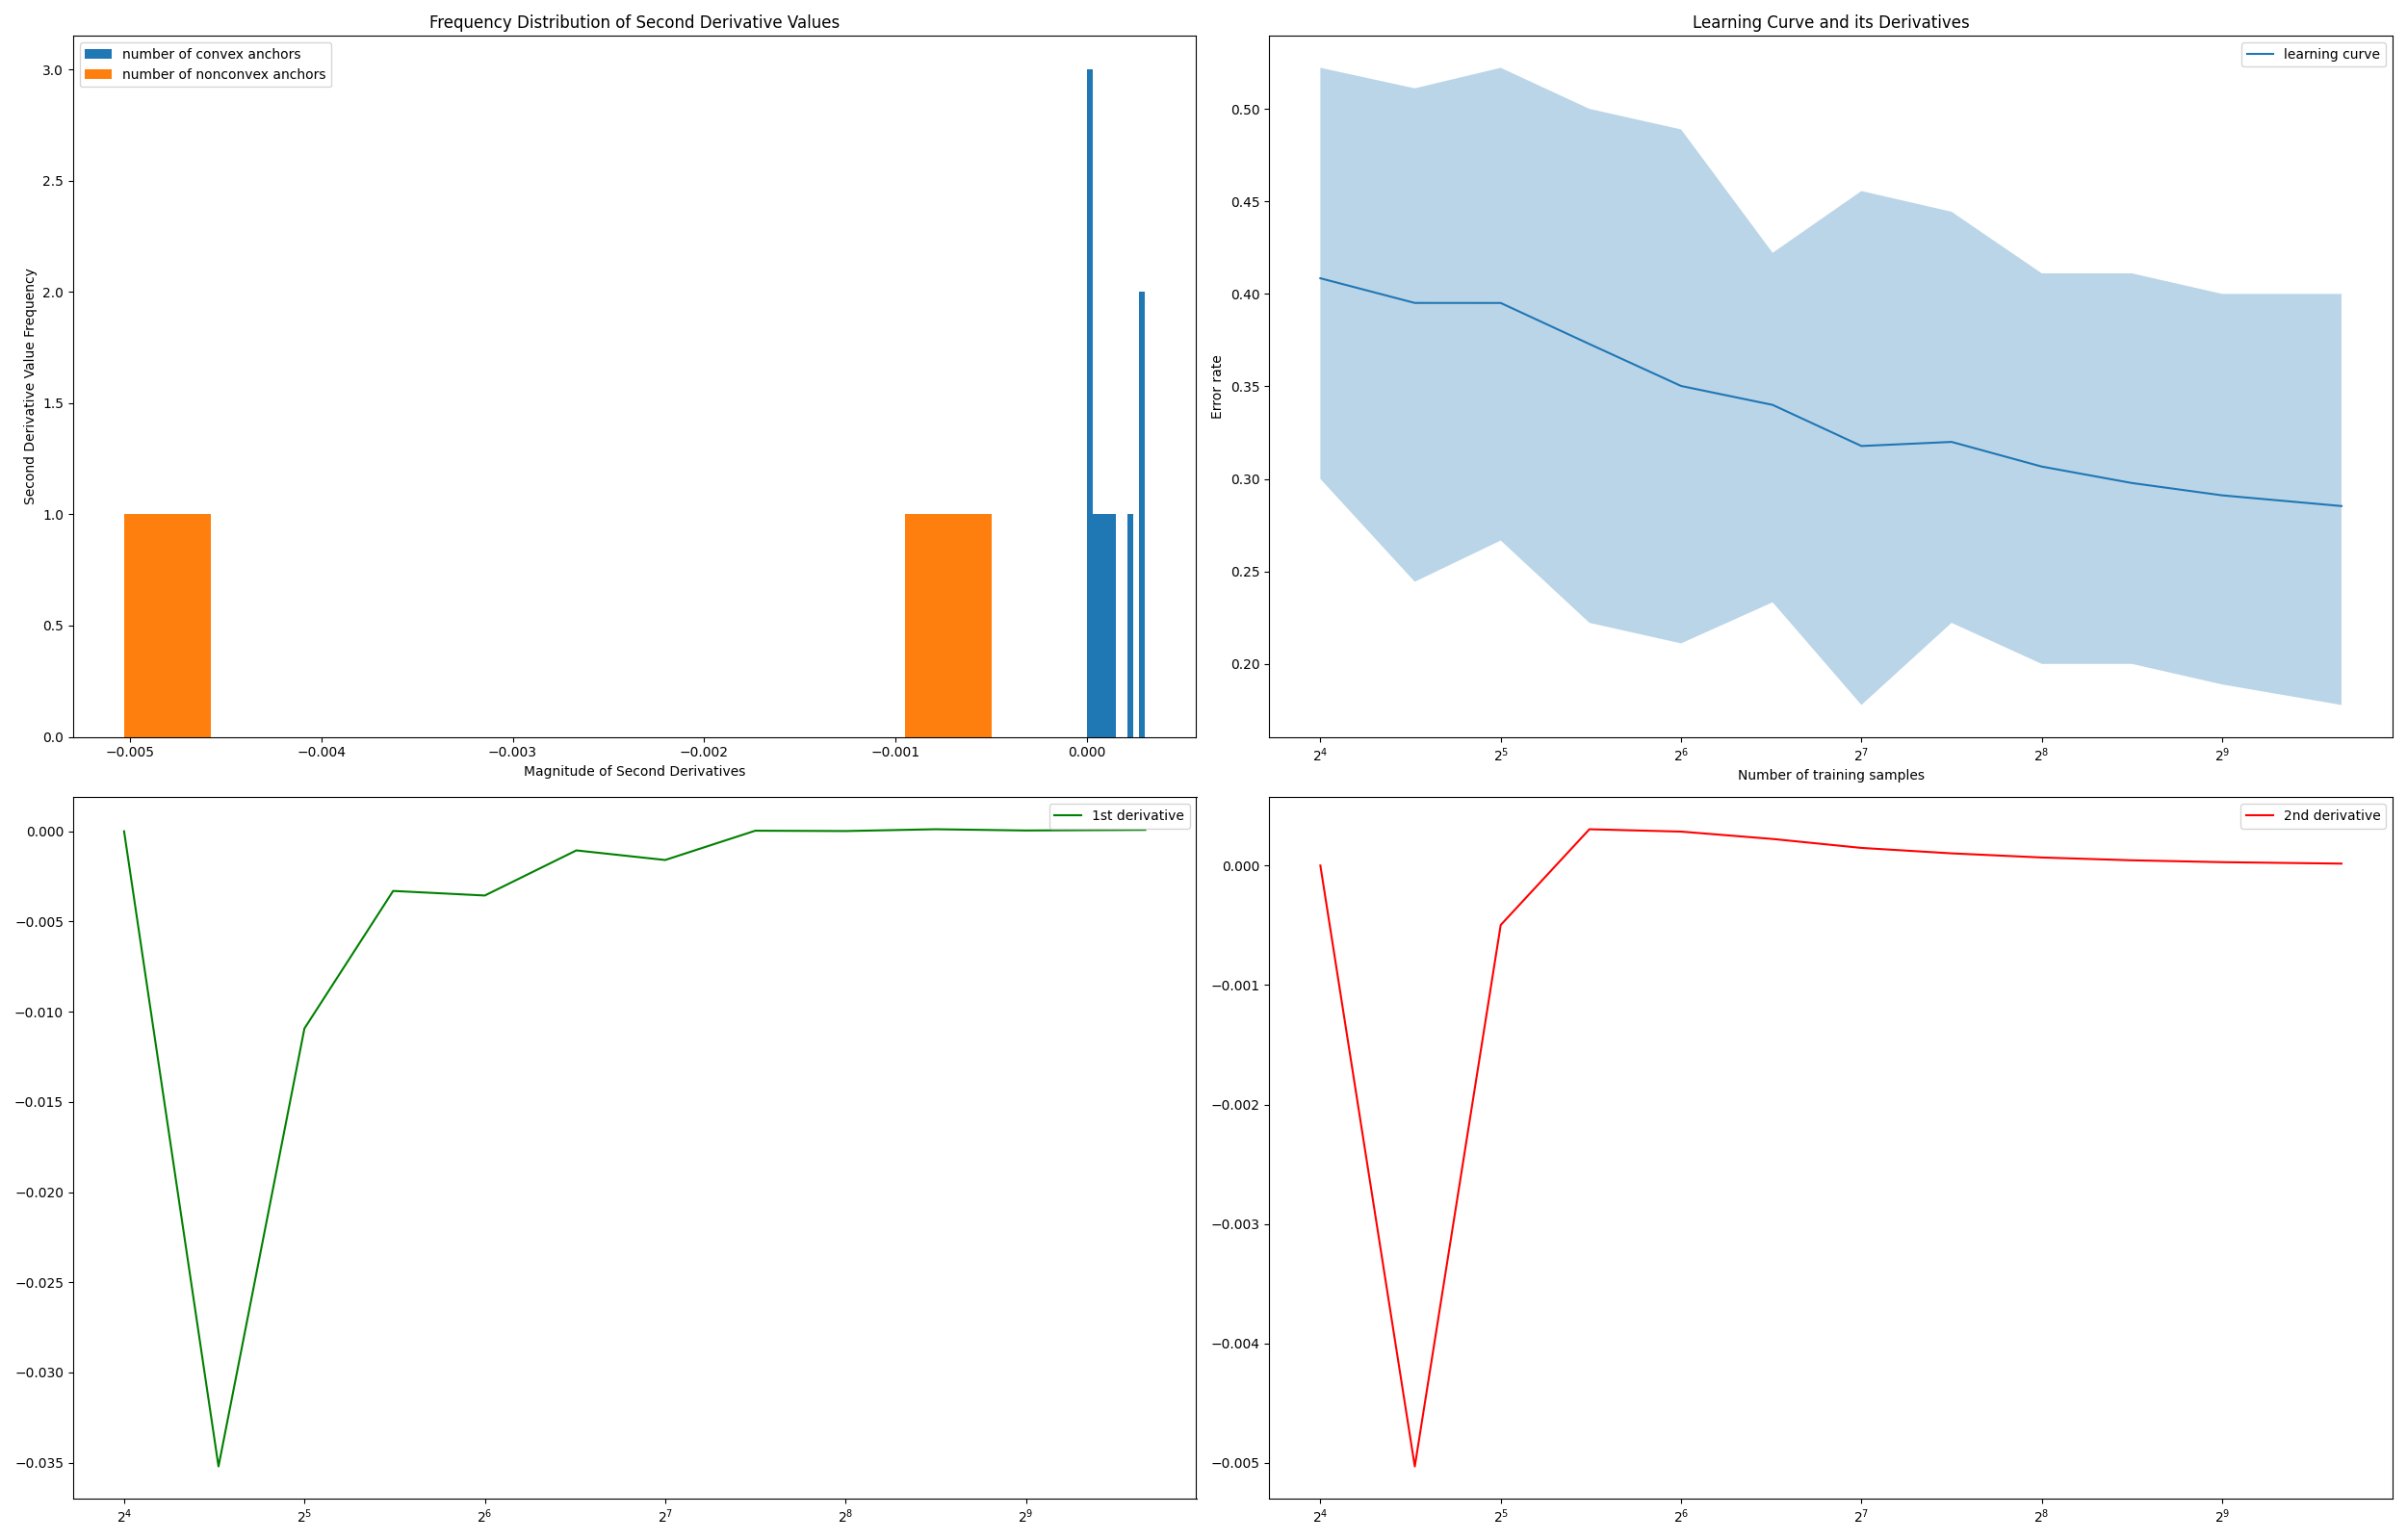 Frequency Distribution of Second Derivative Values
number of convex anchors
number of nonconvex anchors
Second Derivative Value Frequency
3.0
2.5
2.0
1.5
1.0
0.5
0.0
−0.005 −0.004 −0.003 −0.002 −0.001 0.000
Magnitude of Second Derivatives
Learning Curve and its Derivatives
learning curve
Error rate
0.50
0.45
0.40
0.35
0.30
0.25
0.20
2⁴ 2⁵ 2⁶ 2⁷ 2⁸ 2⁹
Number of training samples
1st derivative
0.000
−0.005
−0.010
−0.015
−0.020
−0.025
−0.030
−0.035
2⁴ 2⁵ 2⁶ 2⁷ 2⁸ 2⁹
2nd derivative
0.000
−0.001
−0.002
−0.003
−0.004
−0.005
2⁴ 2⁵ 2⁶ 2⁷ 2⁸ 2⁹